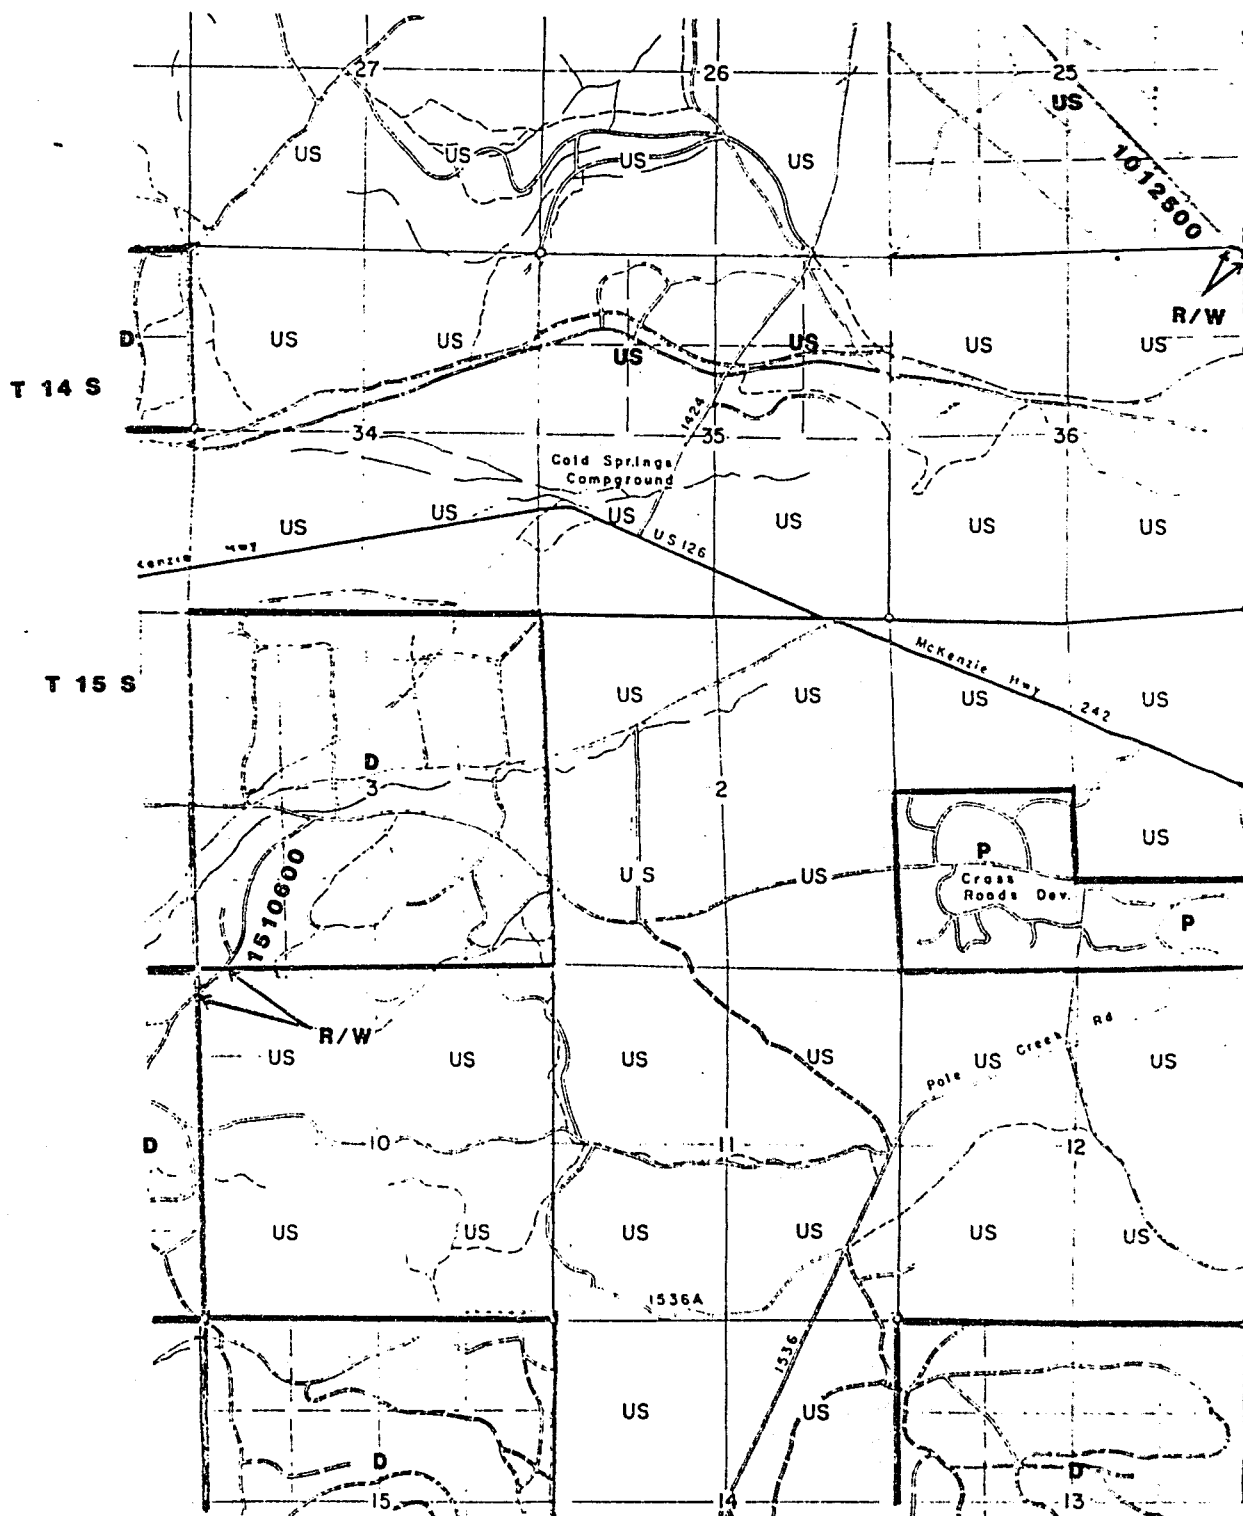 27 26 25
US
US US US US
1012500
R/W
D US US US US US US
T 14 S
1424
34 35 36
Cold Springs
Campground
US US US US US US
US 126
Kenzie Hwy
T 15 S
McKenzie Hwy 242
US US US US
D
3 2
US
P
US US
Cross
Roads Dev.
1510600
P
R/W
US US US US US US
Pole Creek Rd
D 10 11 12
US US US US US US
1536A
1536
US US
D D
15 14 13